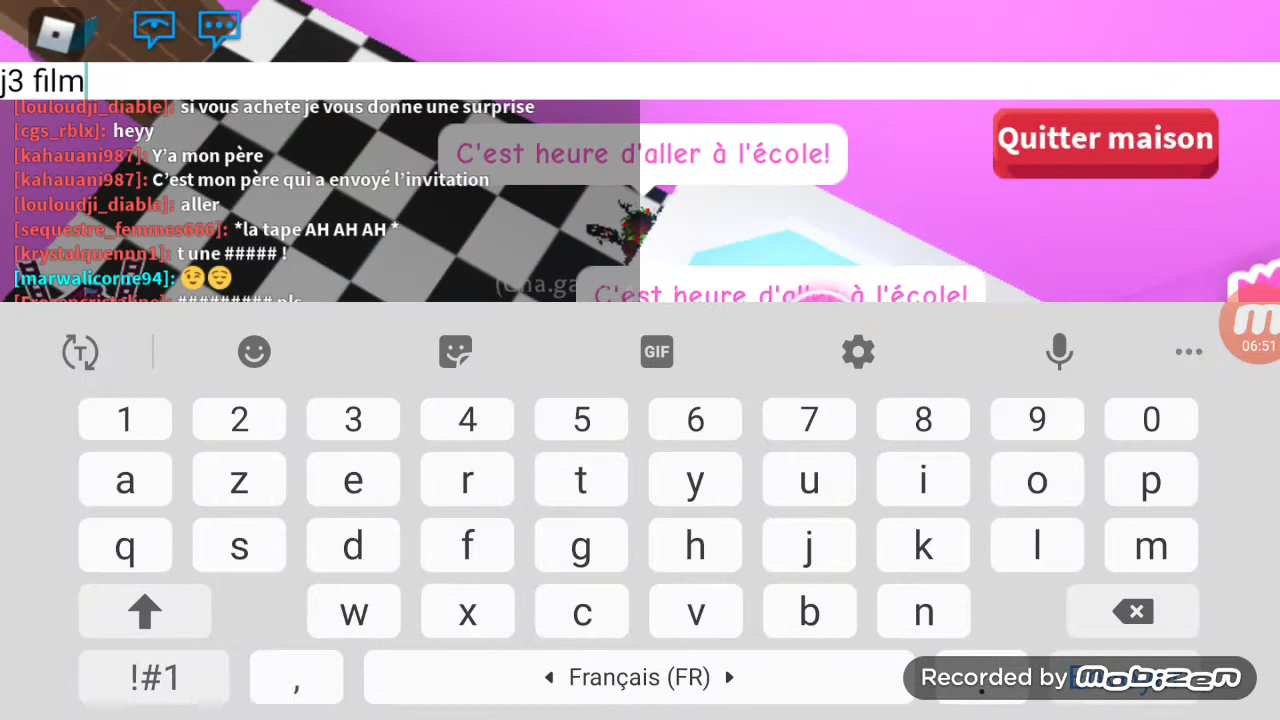 j3 film
[louloudji_diable]: si vous achete je vous donne une surprise
[cgs_rblx]: heyy
[kahauani987]: Y'a mon père
[kahauani987]: C'est mon père qui a envoyé l'invitation
[louloudji_diable]: aller
[sequestre_femmes666]: *la tape AH AH AH *
[krystalquennn1]: t une ##### !
[marwalicorne94]: 😉😌
######### pls
C'est heure d'aller à l'école!
C'est heure d'aller à l'école!
Quitter maison
06:51
GIF
1 2 3 4 5 6 7 8 9 0
a z e r t y u i o p
q s d f g h j k l m
w x c v b n
!#1 , Français (FR) .
Recorded by mobizen